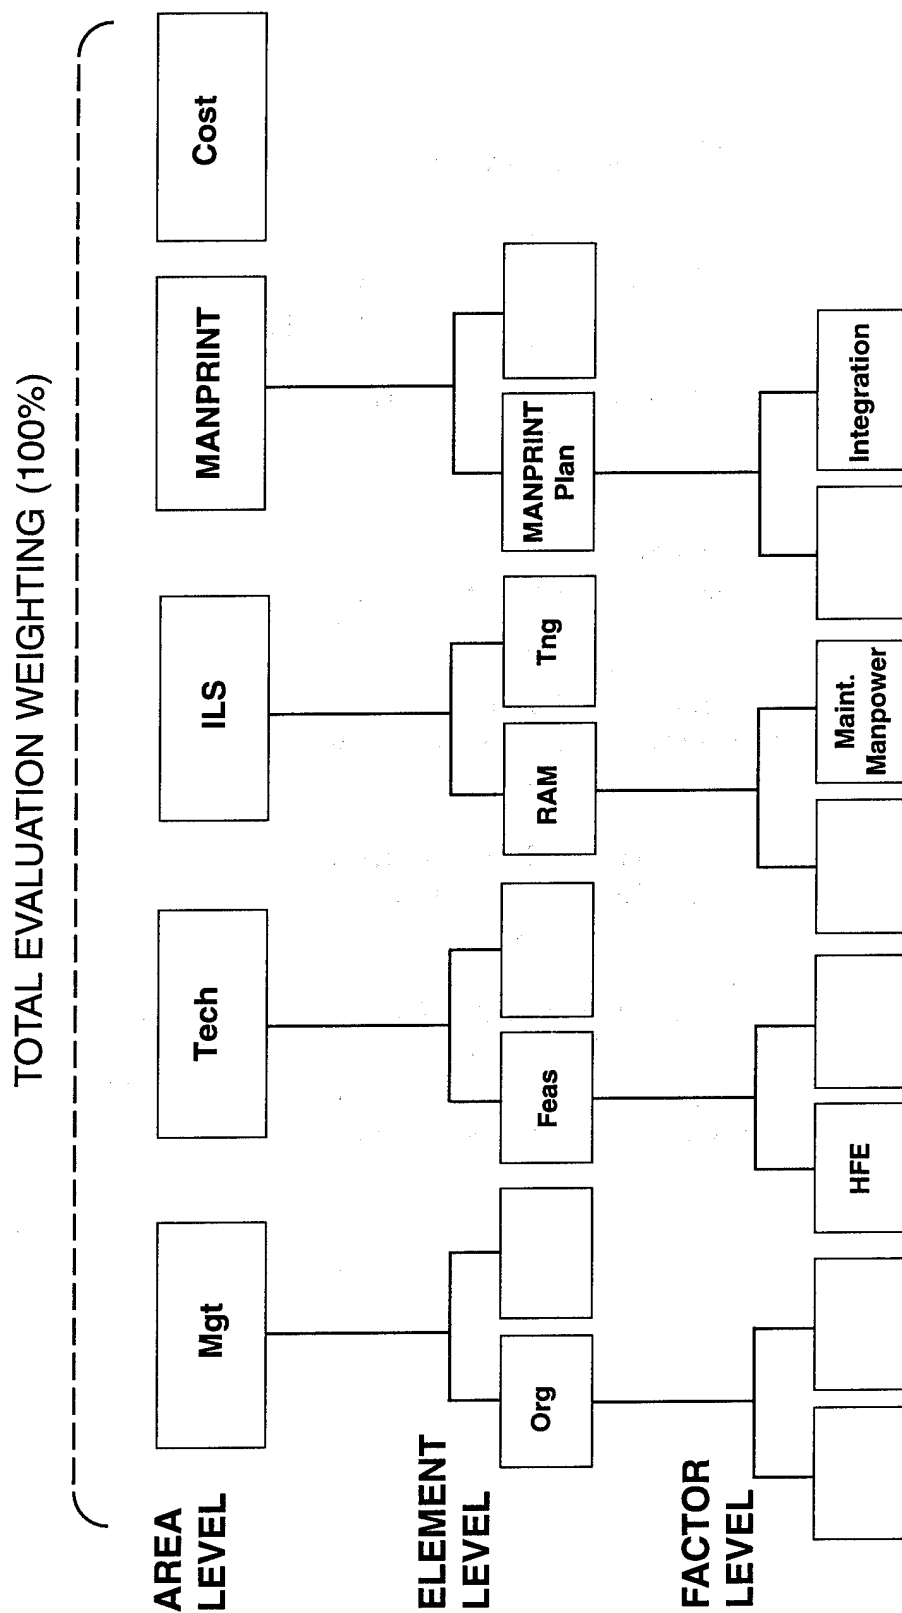 TOTAL EVALUATION WEIGHTING (100%)
AREA
LEVEL
Mgt
Tech
ILS
MANPRINT
Cost
ELEMENT
LEVEL
Org
Feas
RAM
Tng
MANPRINT
Plan
FACTOR
LEVEL
HFE
Maint.
Manpower
Integration